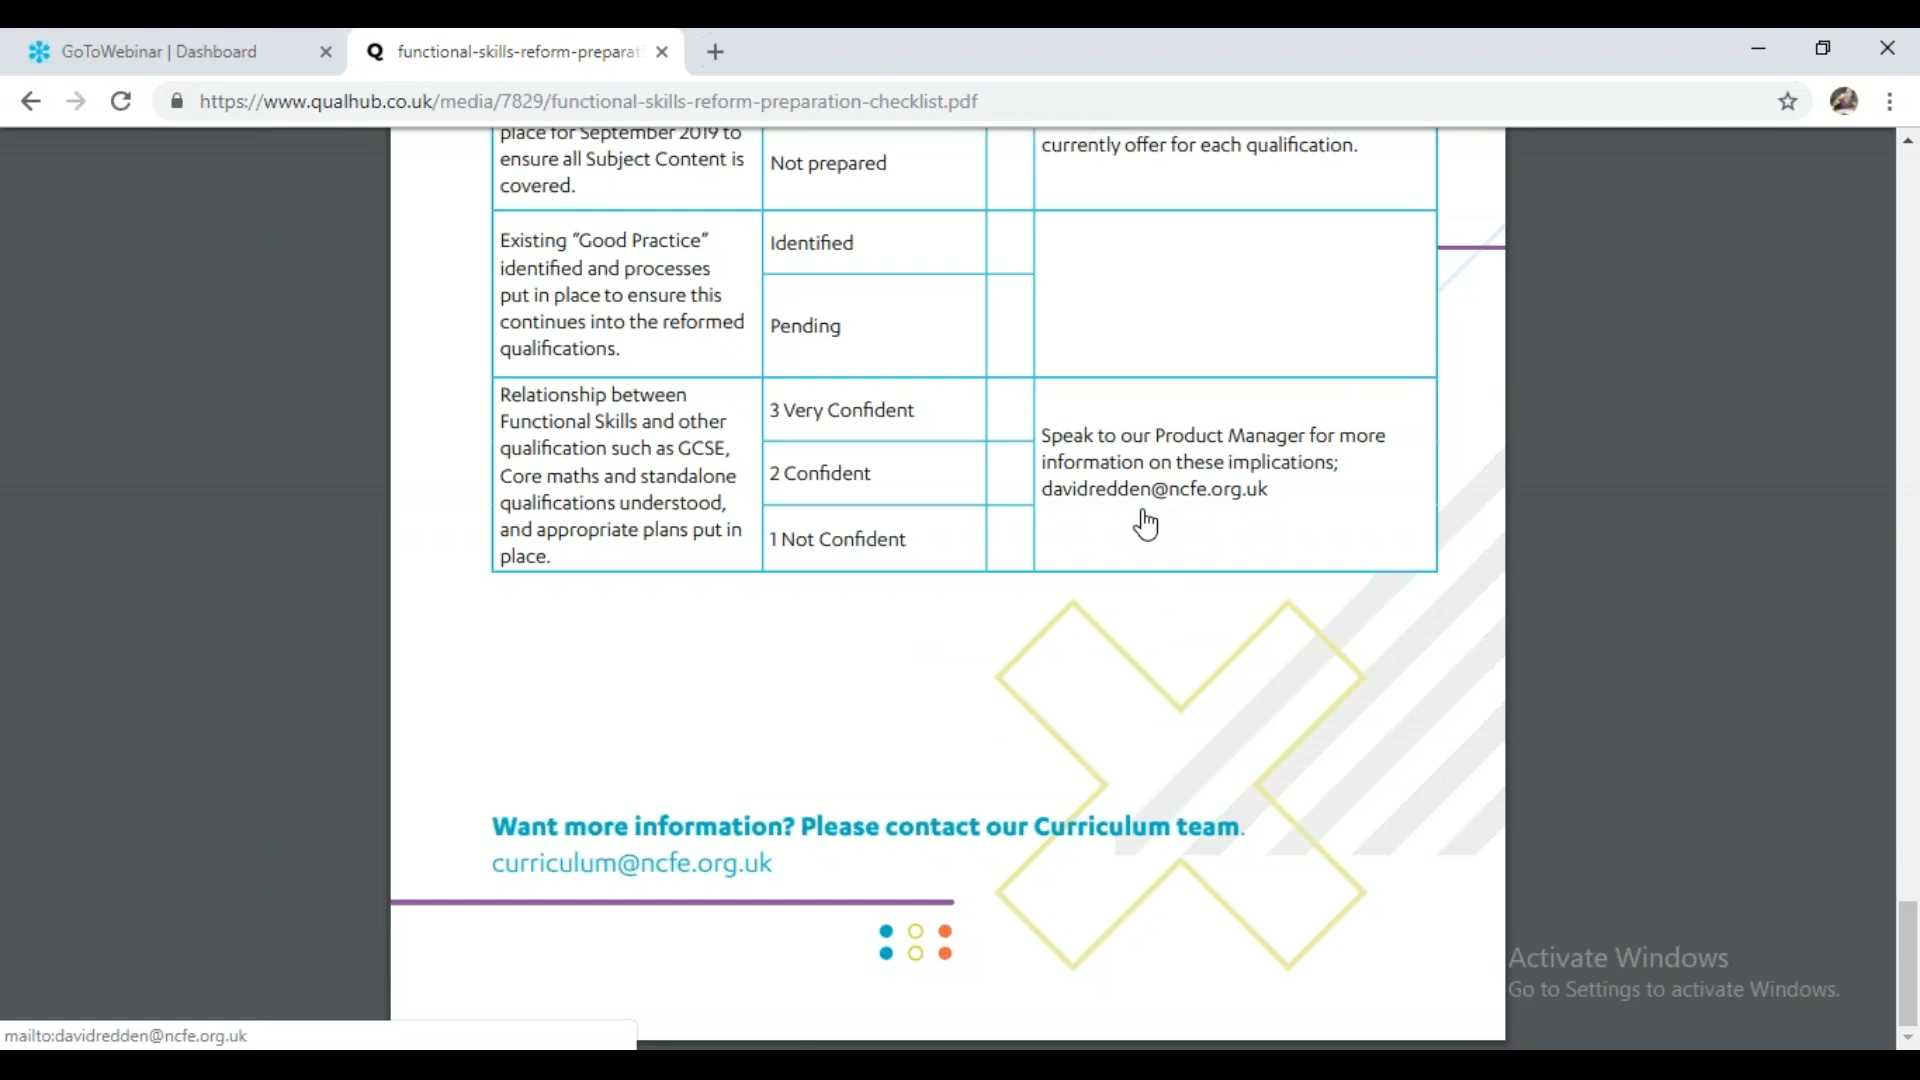 GoToWebinar | Dashboard
functional-skills-reform-preparati
https://www.qualhub.co.uk/media/7829/functional-skills-reform-preparation-checklist.pdf
place for September 2019 to
ensure all Subject Content is
covered.
Not prepared
currently offer for each qualification.
Existing “Good Practice”
identified and processes
put in place to ensure this
continues into the reformed
qualifications.
Identified
Pending
Relationship between
Functional Skills and other
qualification such as GCSE,
Core maths and standalone
qualifications understood,
and appropriate plans put in
place.
3 Very Confident
2 Confident
1 Not Confident
Speak to our Product Manager for more
information on these implications;
davidredden@ncfe.org.uk
Want more information? Please contact our Curriculum team.
curriculum@ncfe.org.uk
Activate Windows
Go to Settings to activate Windows.
mailto:davidredden@ncfe.org.uk